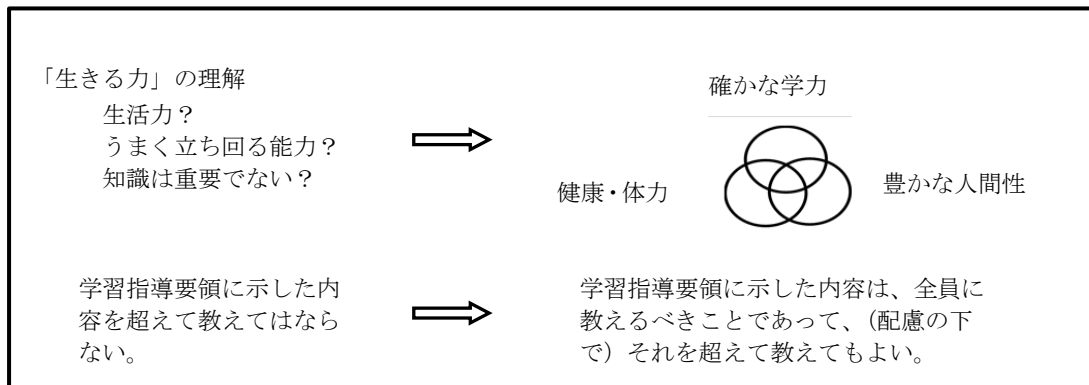 「生きる力」の理解
生活力？
うまく立ち回る能力？
知識は重要でない？
確かな学力
健康・体力
豊かな人間性
学習指導要領に示した内
容を超えて教えてはなら
ない。
学習指導要領に示した内容は、全員に
教えるべきことであって、（配慮の下
で）それを超えて教えてもよい。